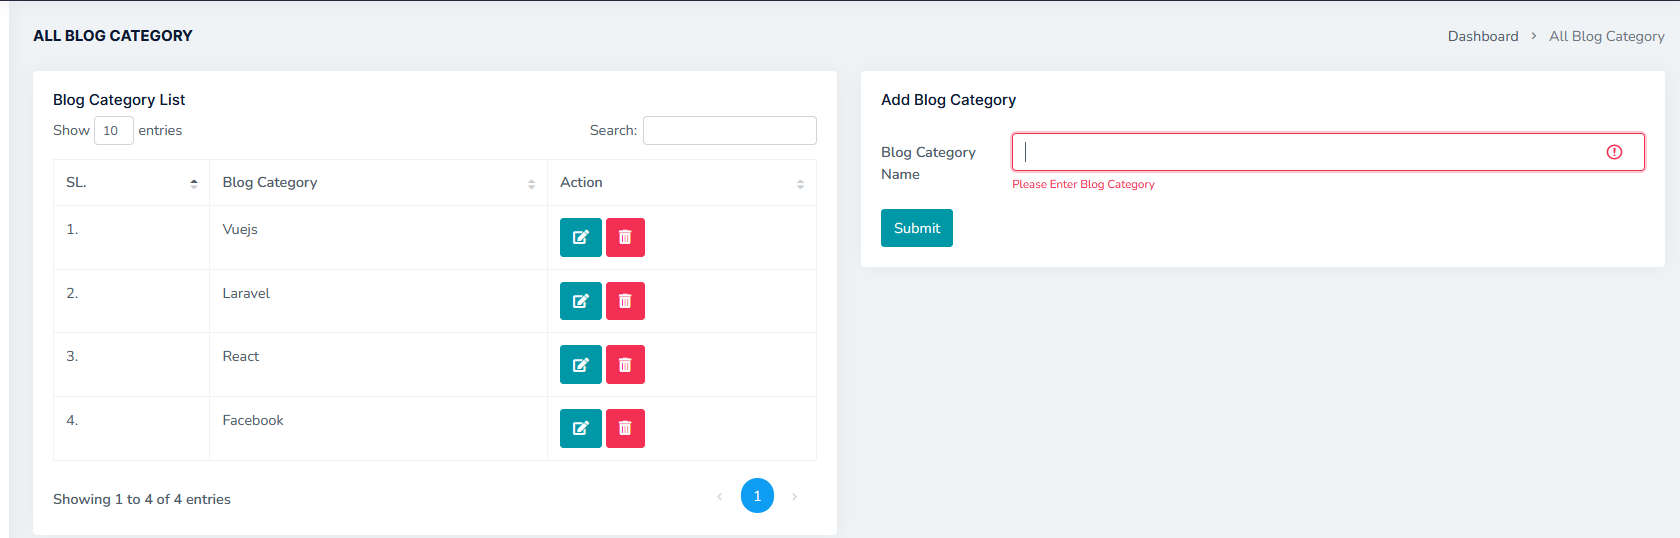 ALL BLOG CATEGORY
Dashboard > All Blog Category
Blog Category List
Show 10 entries
Search:
SL. Blog Category Action
1. Vuejs
2. Laravel
3. React
4. Facebook
Showing 1 to 4 of 4 entries
‹ 1 ›
Add Blog Category
Blog Category
Name
Please Enter Blog Category
Submit